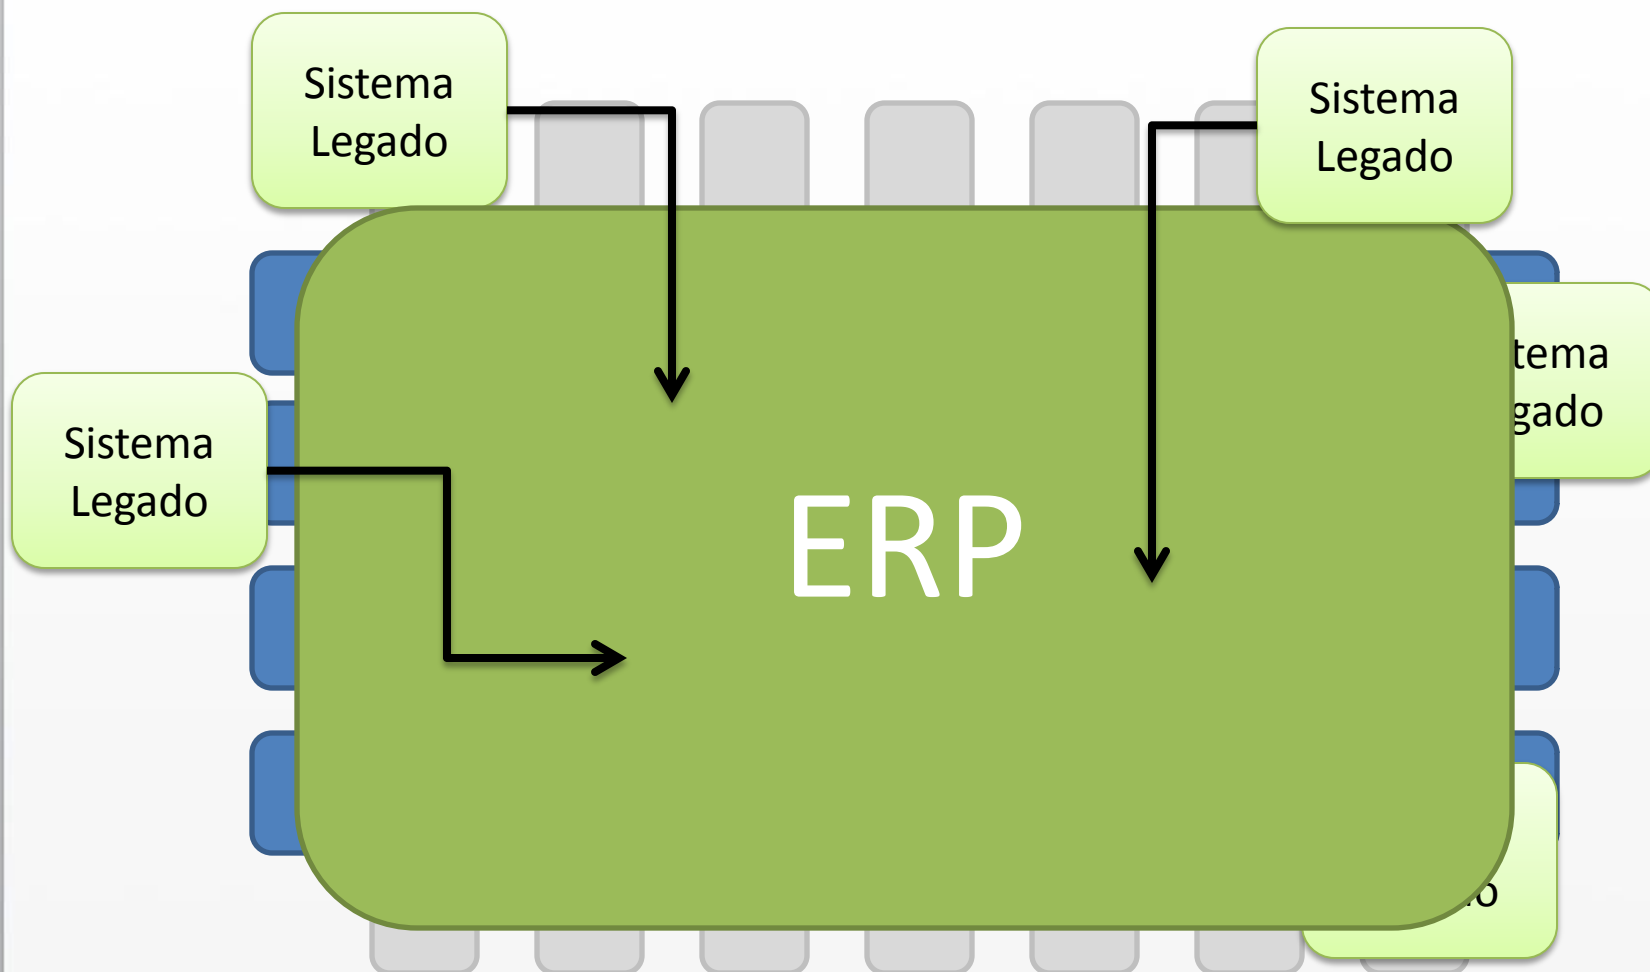 Sistema
Legado
Sistema
Legado
tema
gado
Sistema
Legado
ERP
o